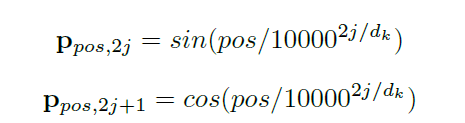 p_{pos,2j} = sin(pos/10000^{2j/d_k})
p_{pos,2j+1} = cos(pos/10000^{2j/d_k})